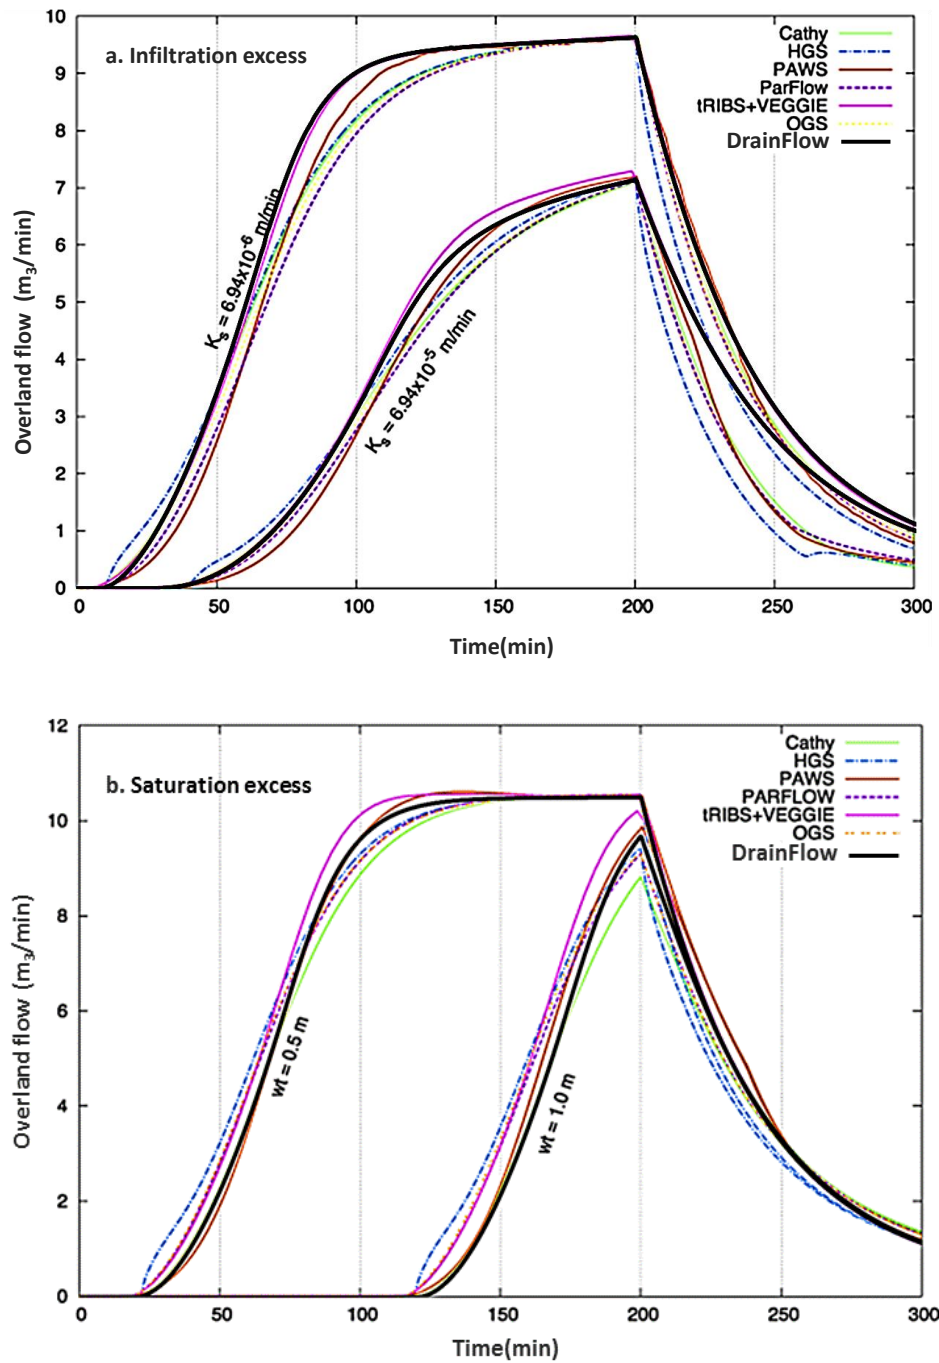 a. Infiltration excess
Cathy
HGS
PAWS
ParFlow
tRIBS+VEGGIE
OGS
DrainFlow
10
9
8
7
6
5
4
3
2
1
0
Overland flow (m₃/min)
Kₛ = 6.94x10⁻⁶ m/min
Kₛ = 6.94x10⁻⁵ m/min
0 50 100 150 200 250 300
Time(min)
b. Saturation excess
Cathy
HGS
PAWS
PARFLOW
tRIBS+VEGGIE
OGS
DrainFlow
12
10
8
6
4
2
0
Overland flow (m₃/min)
wt = 0.5 m
wt = 1.0 m
0 50 100 150 200 250 300
Time(min)